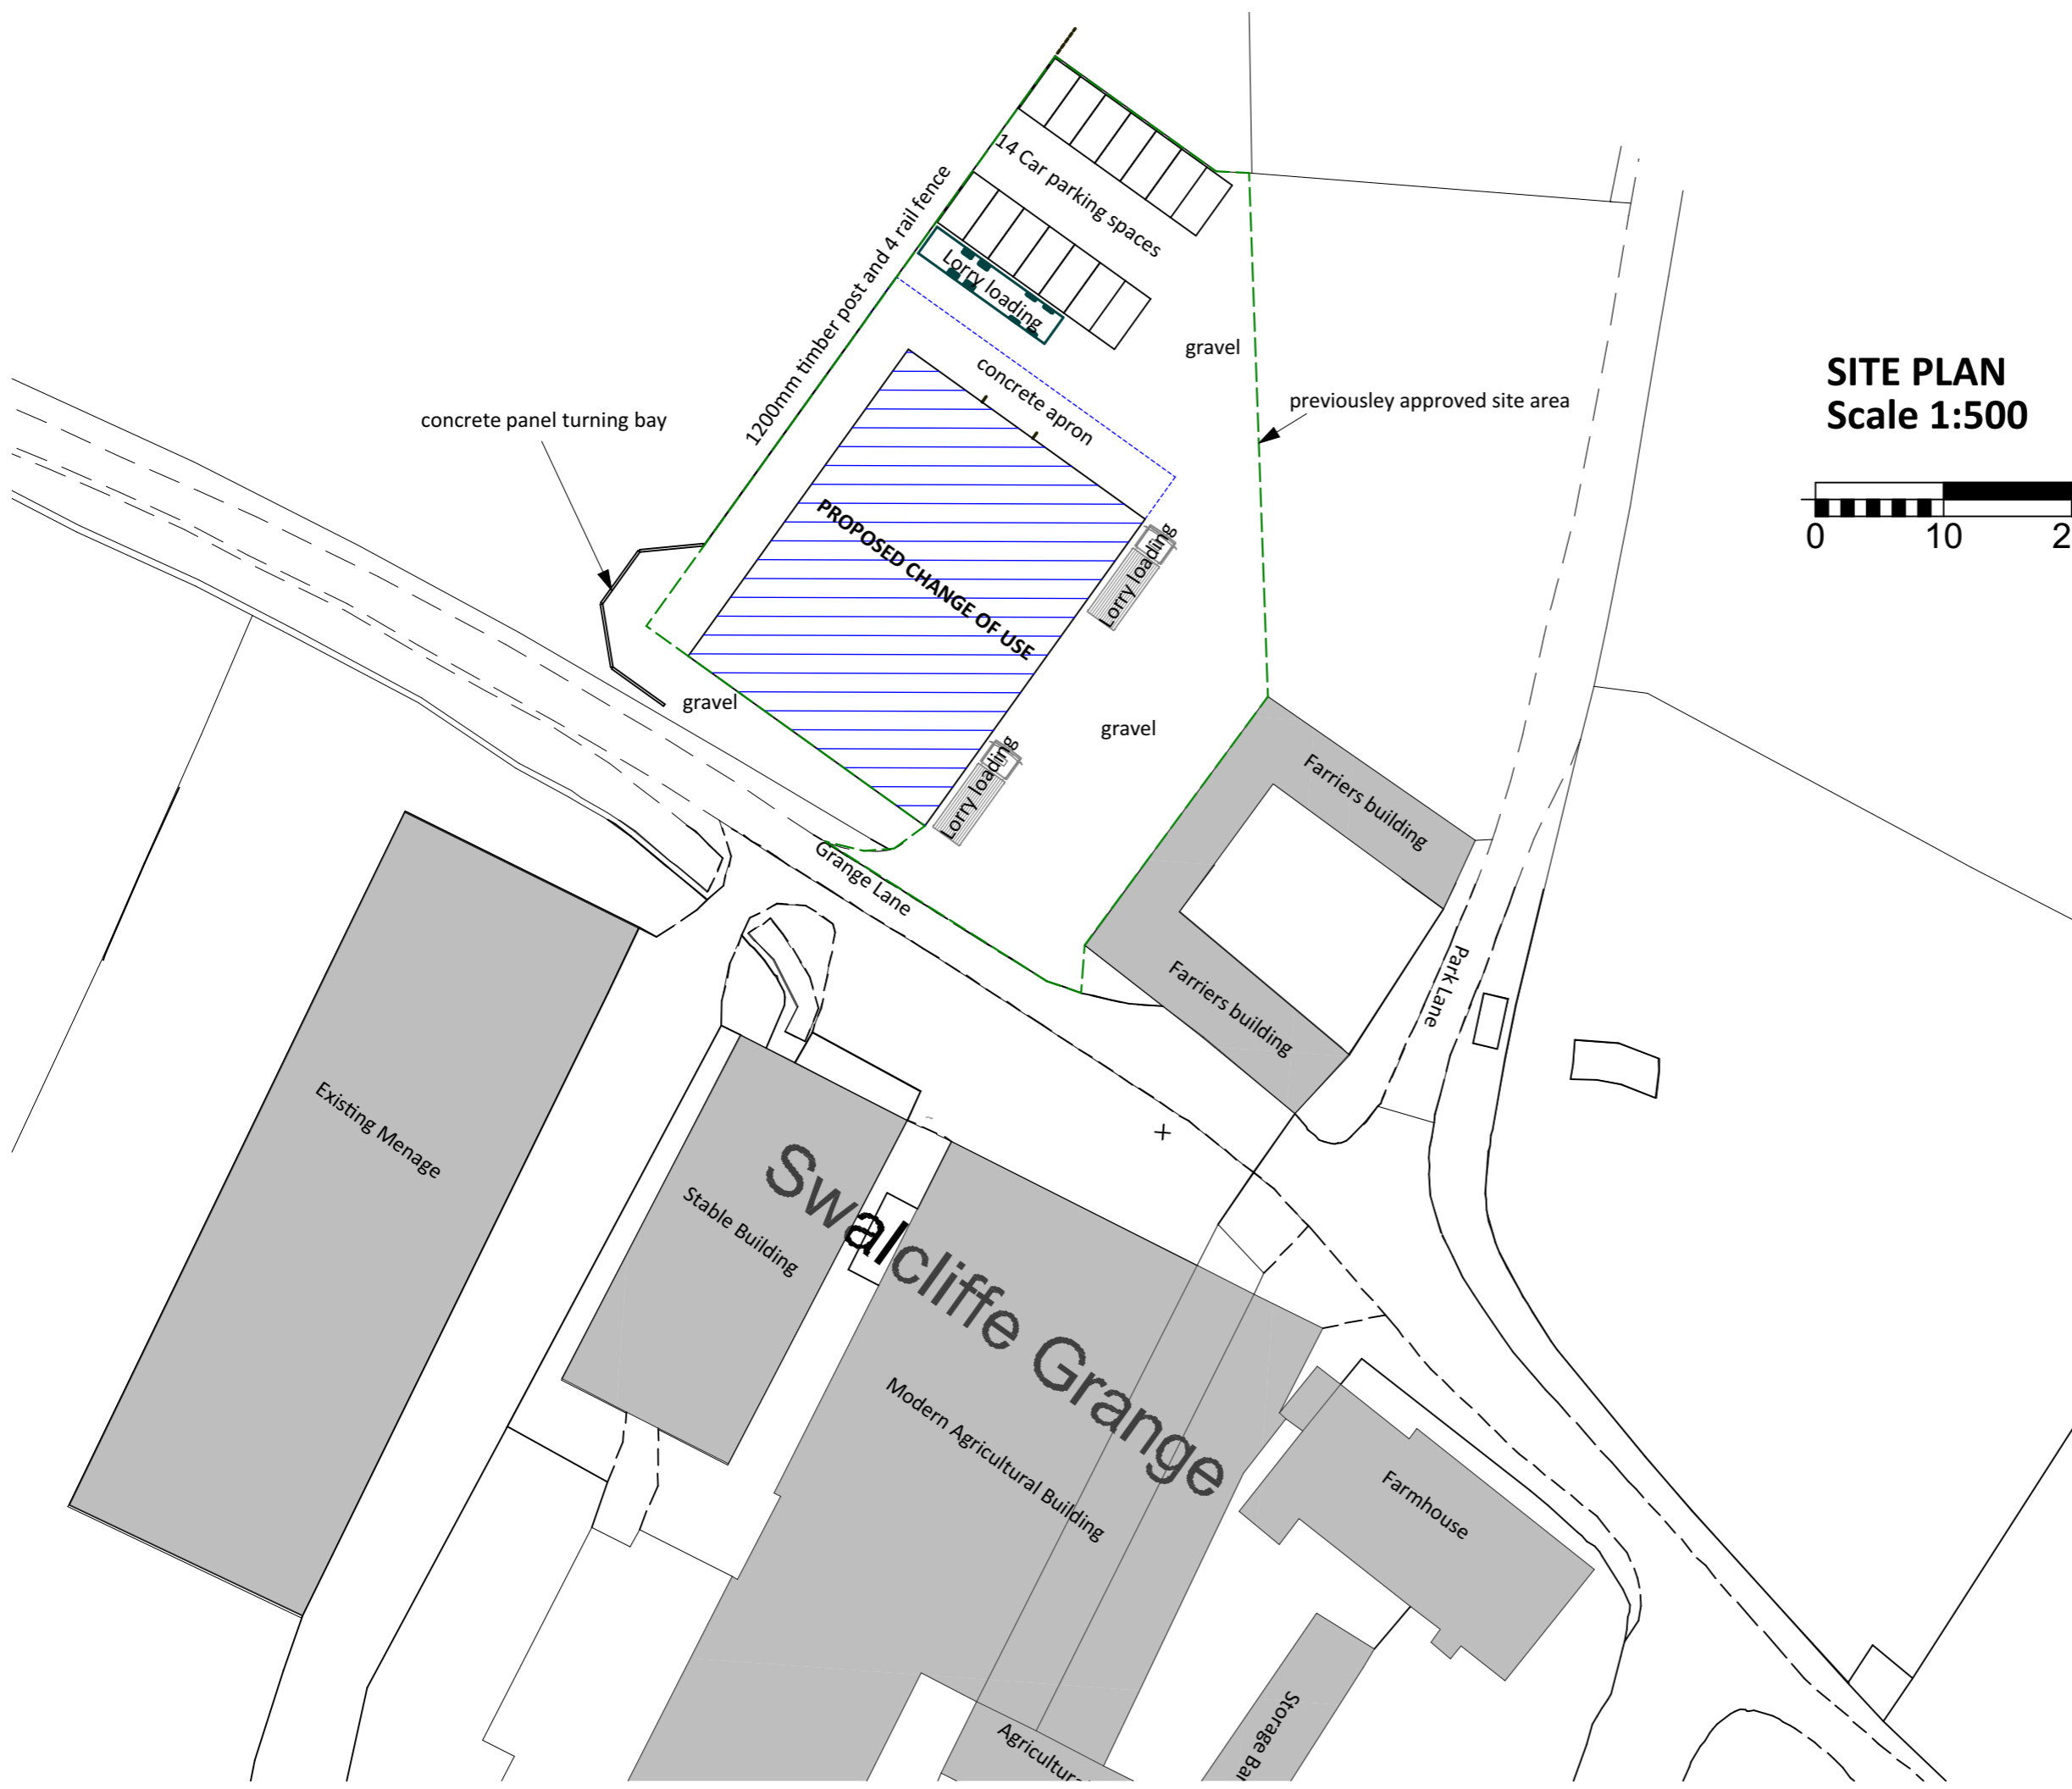 14 Car parking spaces
1200mm timber post and 4 rail fence
Lorry loading
gravel
SITE PLAN
Scale 1:500
concrete apron
previousley approved site area
concrete panel turning bay
0 10 2
PROPOSED CHANGE OF USE
Lorry loading
gravel
gravel
Lorry loading
Farriers building
Grange Lane
Park Lane
Farriers building
Existing Menage
Stable Building
Swalcliffe Grange
Modern Agricultural Building
Farmhouse
Storage Bar
Agricultura